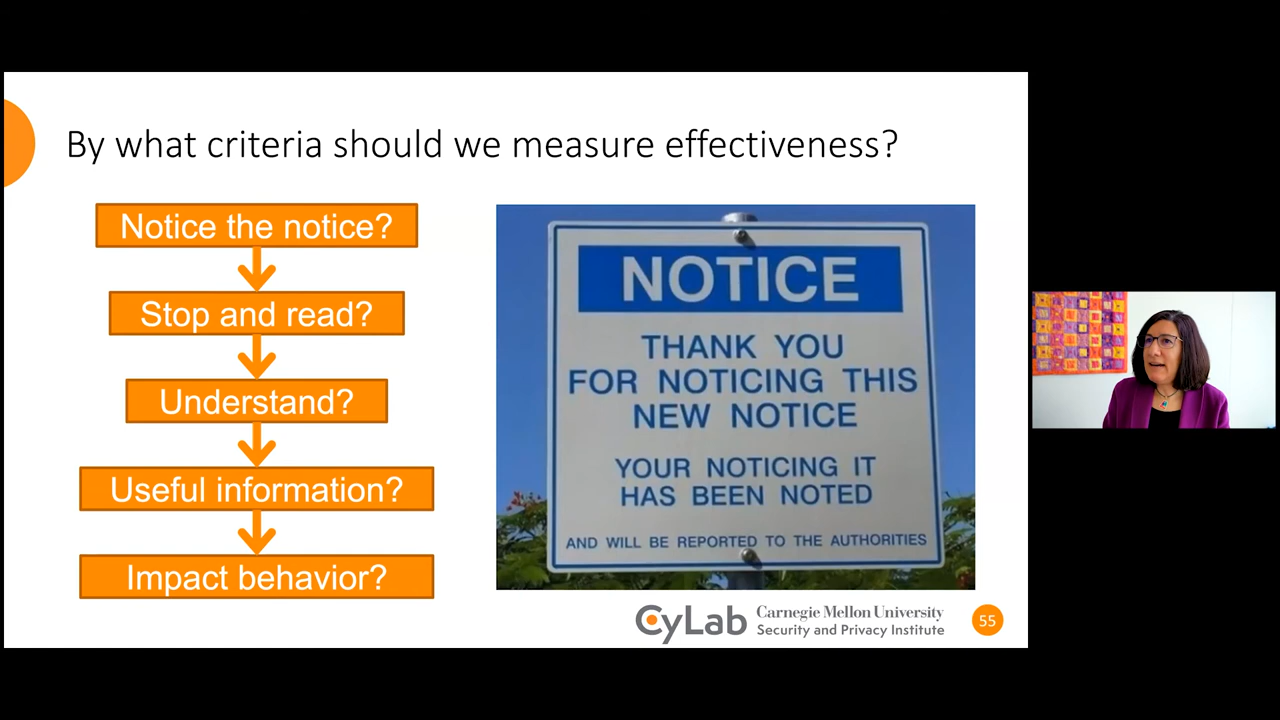 By what criteria should we measure effectiveness?
Notice the notice?
Stop and read?
Understand?
Useful information?
Impact behavior?
NOTICE
THANK YOU
FOR NOTICING THIS
NEW NOTICE
YOUR NOTICING IT
HAS BEEN NOTED
AND WILL BE REPORTED TO THE AUTHORITIES
CyLab
Carnegie Mellon University
Security and Privacy Institute
55